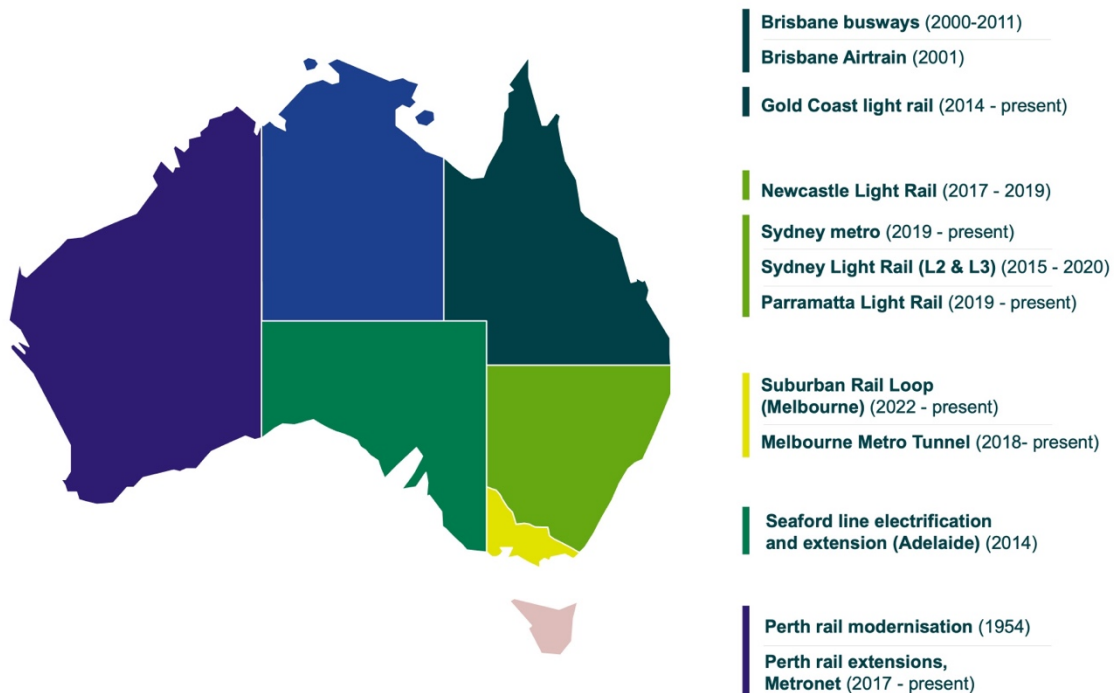 Brisbane busways (2000-2011)
Brisbane Airtrain (2001)
Gold Coast light rail (2014 - present)
Newcastle Light Rail (2017 - 2019)
Sydney metro (2019 - present)
Sydney Light Rail (L2 & L3) (2015 - 2020)
Parramatta Light Rail (2019 - present)
Suburban Rail Loop
(Melbourne) (2022 - present)
Melbourne Metro Tunnel (2018- present)
Seaford line electrification
and extension (Adelaide) (2014)
Perth rail modernisation (1954)
Perth rail extensions,
Metronet (2017 - present)